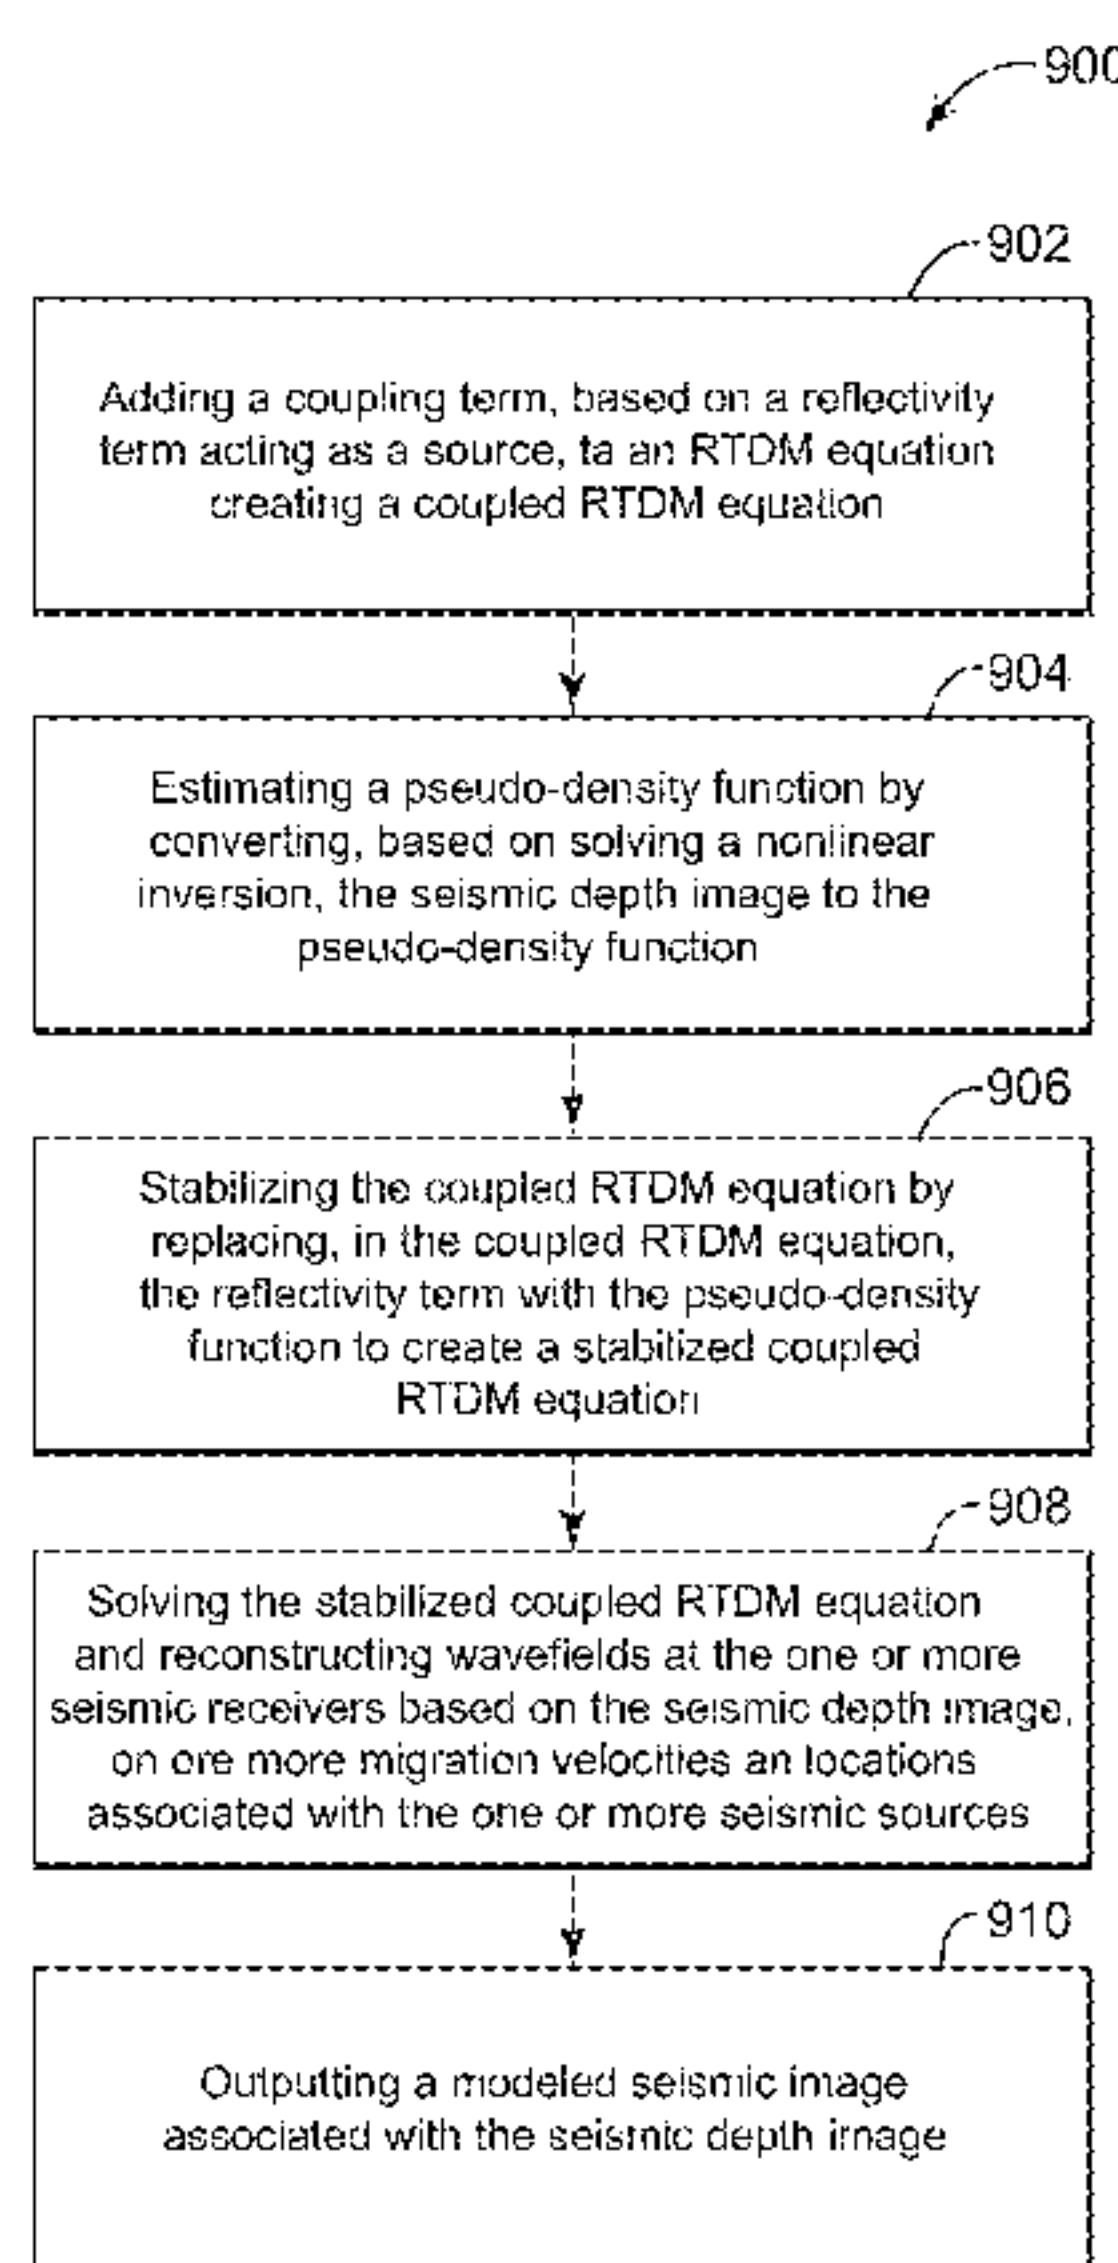 900
902
Adding a coupling term, based on a reflectivity
term acting as a source, ta an RTDM equation
creating a coupled RTDM equation
904
Estimating a pseudo-density function by
converting, based on solving a nonlinear
inversion, the seismic depth image to the
pseudo-density function
906
Stabilizing the coupled RTDM equation by
replacing, in the coupled RTDM equation,
the reflectivity term with the pseudo-density
function to create a stabilized coupled
RTDM equation
908
Solving the stabilized coupled RTDM equation
and reconstructing wavefields at the one or more
seismic receivers based on the seismic depth image,
on ore more migration velocities an locations
associated with the one or more seismic sources
910
Outputting a modeled seismic image
associated with the seismic depth image